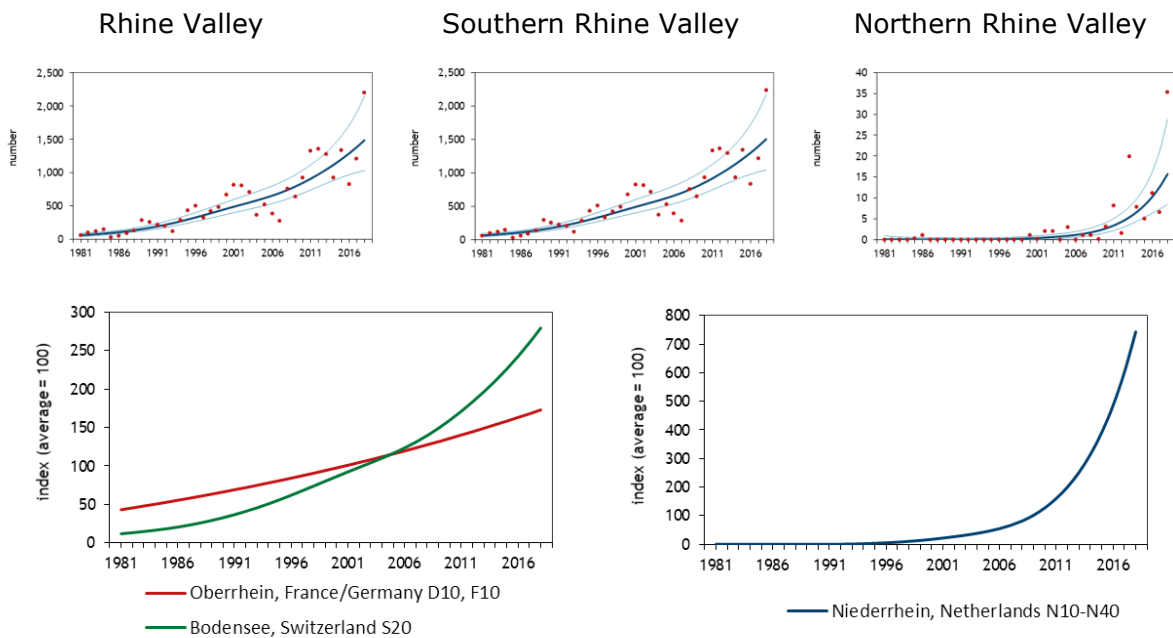 Rhine Valley
Southern Rhine Valley
Northern Rhine Valley
2,500
2,000
1,500
1,000
500
0
number
1981 1986 1991 1996 2001 2006 2011 2016
2,500
2,000
1,500
1,000
500
0
number
1981 1986 1991 1996 2001 2006 2011 2016
40
35
30
25
20
15
10
5
0
number
1981 1986 1991 1996 2001 2006 2011 2016
300
250
200
150
100
50
0
index (average = 100)
1981 1986 1991 1996 2001 2006 2011 2016
Oberrhein, France/Germany D10, F10
Bodensee, Switzerland S20
800
700
600
500
400
300
200
100
0
index (average = 100)
1981 1986 1991 1996 2001 2006 2011 2016
Niederrhein, Netherlands N10-N40